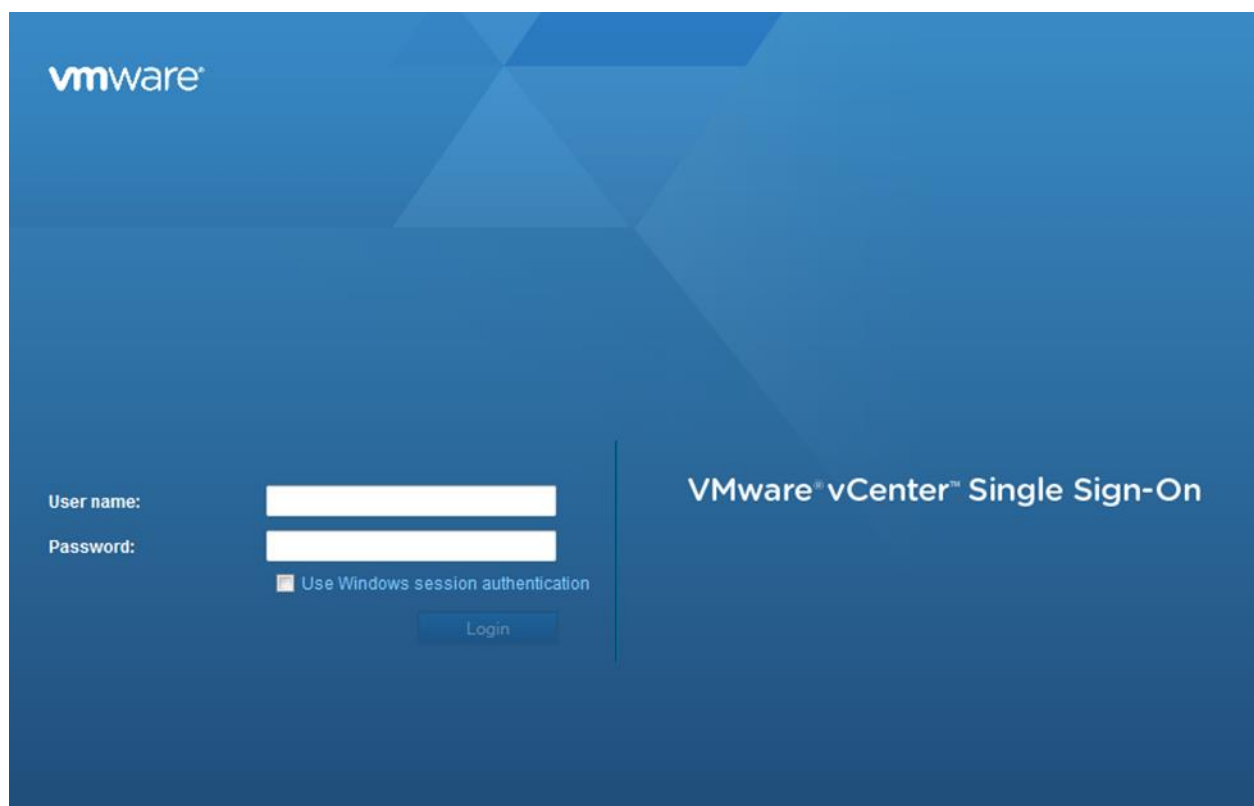 vmware®
User name:
Password:
Use Windows session authentication
Login
VMware® vCenter™ Single Sign-On